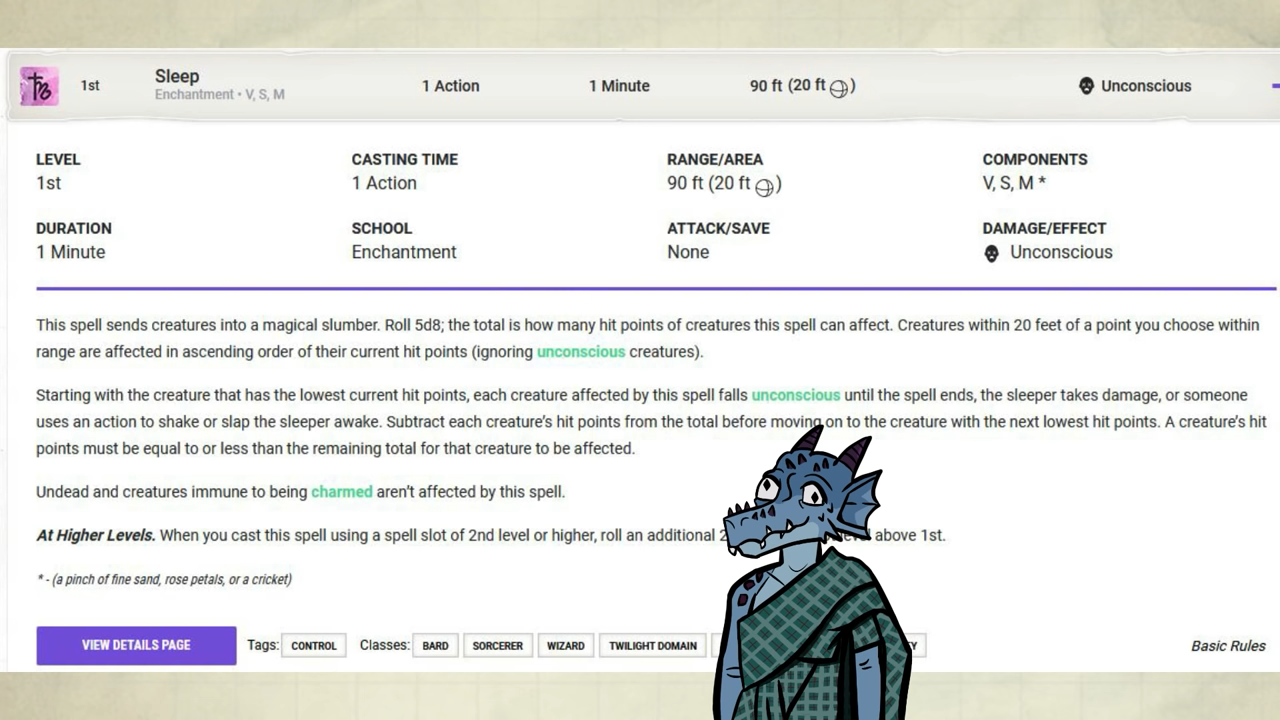 1st
Sleep
Enchantment • V, S, M
1 Action
1 Minute
90 ft (20 ft )
Unconscious
LEVEL
1st
CASTING TIME
1 Action
RANGE/AREA
90 ft (20 ft )
COMPONENTS
V, S, M *
DURATION
1 Minute
SCHOOL
Enchantment
ATTACK/SAVE
None
DAMAGE/EFFECT
Unconscious
This spell sends creatures into a magical slumber. Roll 5d8; the total is how many hit points of creatures this spell can affect. Creatures within 20 feet of a point you choose within
range are affected in ascending order of their current hit points (ignoring unconscious creatures).
Starting with the creature that has the lowest current hit points, each creature affected by this spell falls unconscious until the spell ends, the sleeper takes damage, or someone
uses an action to shake or slap the sleeper awake. Subtract each creature's hit points from the total before moving on to the creature with the next lowest hit points. A creature's hit
points must be equal to or less than the remaining total for that creature to be affected.
Undead and creatures immune to being charmed aren't affected by this spell.
At Higher Levels. When you cast this spell using a spell slot of 2nd level or higher, roll an additional above 1st.
* - (a pinch of fine sand, rose petals, or a cricket)
VIEW DETAILS PAGE
Tags: CONTROL Classes: BARD SORCERER WIZARD TWILIGHT DOMAIN
Basic Rules